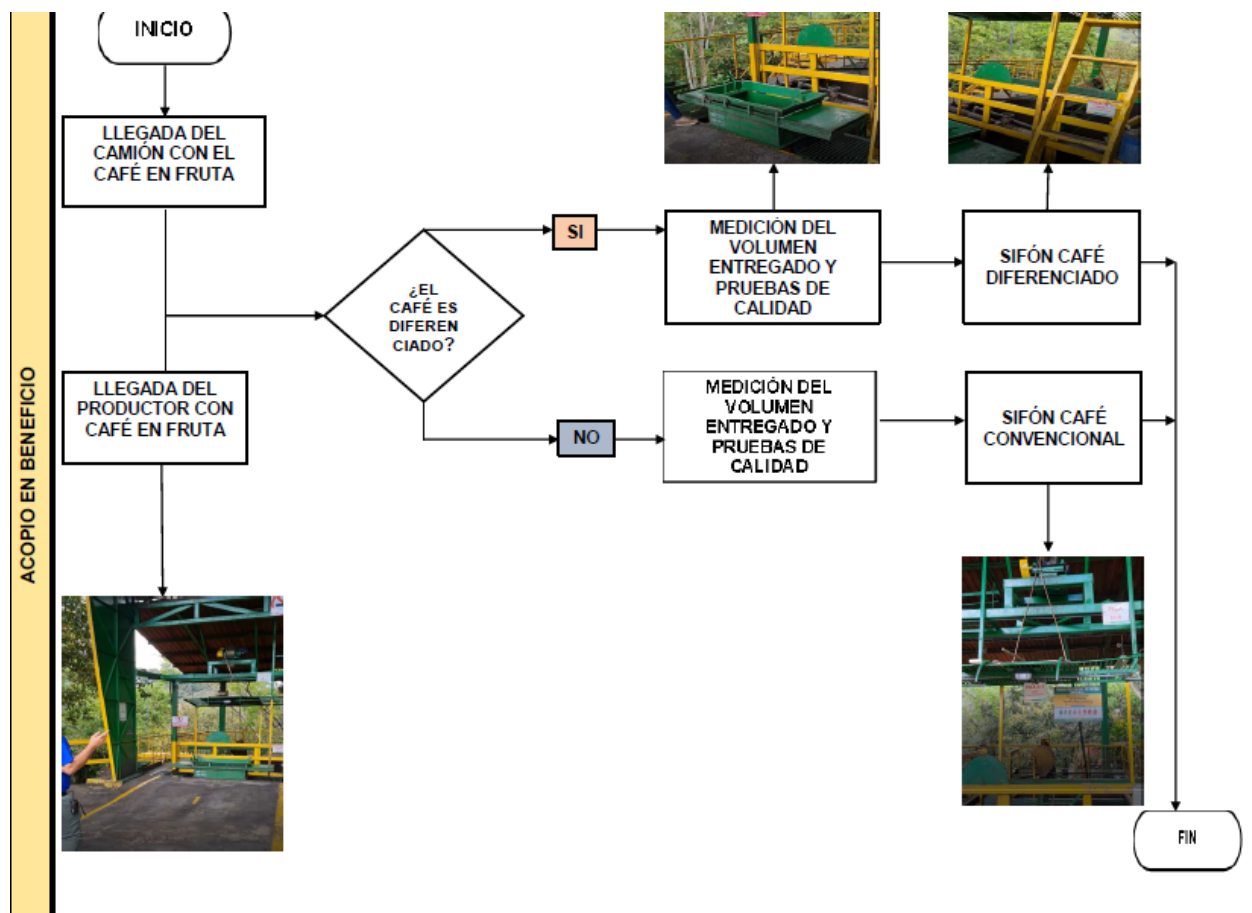 ACOPIO EN BENEFICIO
INICIO
LLEGADA DEL
CAMIÓN CON EL
CAFÉ EN FRUTA
LLEGADA DEL
PRODUCTOR CON
CAFÉ EN FRUTA
¿EL
CAFÉ ES
DIFEREN
CIADO?
SI
MEDICIÓN DEL
VOLUMEN
ENTREGADO Y
PRUEBAS DE
CALIDAD
SIFÓN CAFÉ
DIFERENCIADO
NO
MEDICIÓN DEL
VOLUMEN
ENTREGADO Y
PRUEBAS DE
CALIDAD
SIFÓN CAFÉ
CONVENCIONAL
FIN